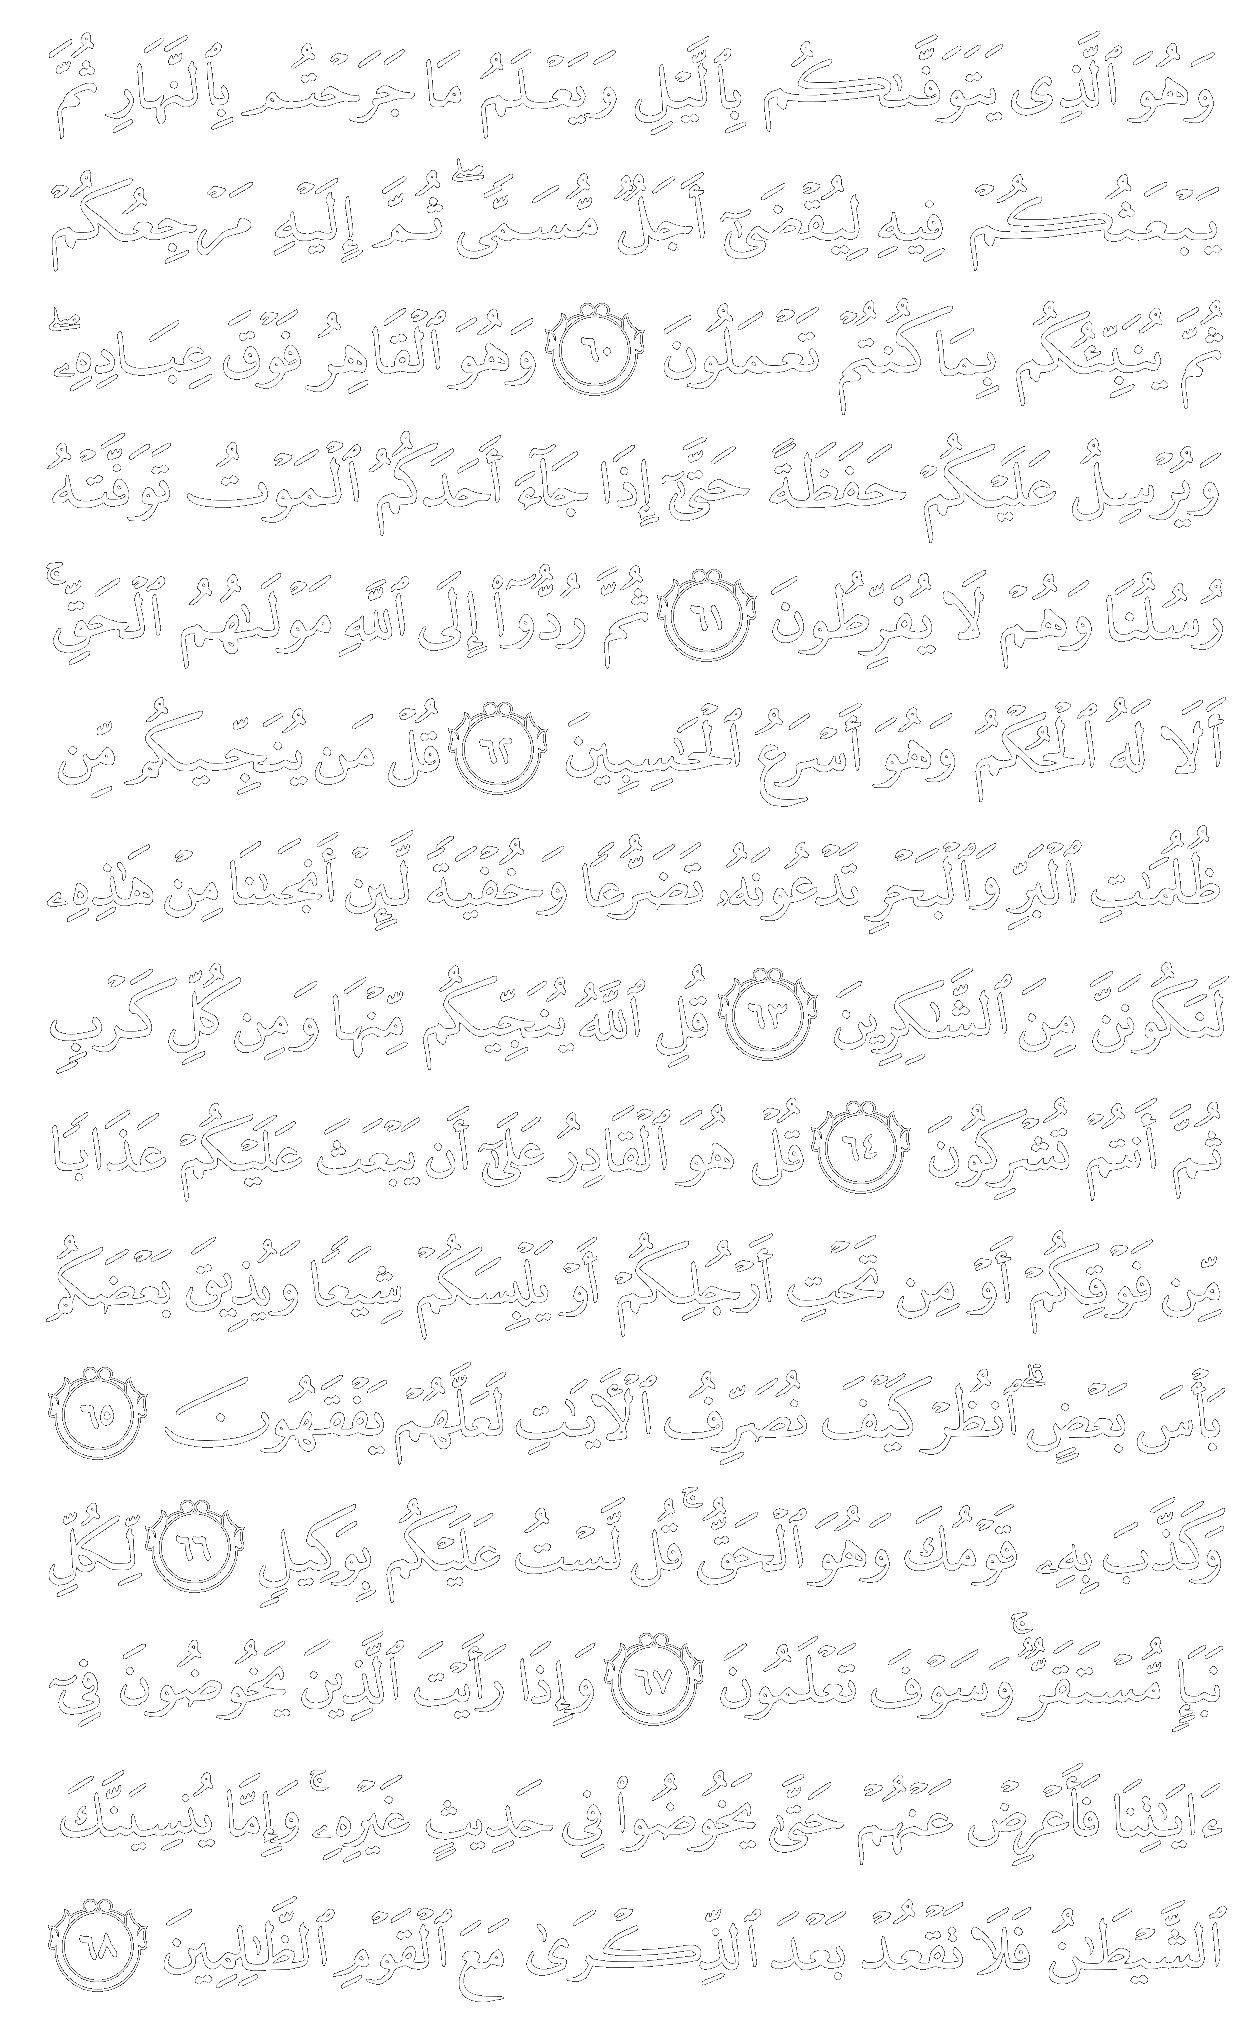 وَهُوَ ٱلَّذِى يَتَوَفَّىٰكُم بِٱلَّيْلِ وَيَعْلَمُ مَا جَرَحْتُم بِٱلنَّهَارِ ثُمَّ
يَبْعَثُكُمْ فِيهِ لِيُقْضَىٰٓ أَجَلٌ مُّسَمًّى ۖ ثُمَّ إِلَيْهِ مَرْجِعُكُمْ
ثُمَّ يُنَبِّئُكُم بِمَا كُنتُمْ تَعْمَلُونَ ٦٠ وَهُوَ ٱلْقَاهِرُ فَوْقَ عِبَادِهِۦ ۖ
وَيُرْسِلُ عَلَيْكُمْ حَفَظَةً حَتَّىٰٓ إِذَا جَآءَ أَحَدَكُمُ ٱلْمَوْتُ تَوَفَّتْهُ
رُسُلُنَا وَهُمْ لَا يُفَرِّطُونَ ٦١ ثُمَّ رُدُّوٓا۟ إِلَى ٱللَّهِ مَوْلَىٰهُمُ ٱلْحَقِّ ۚ
أَلَا لَهُ ٱلْحُكْمُ وَهُوَ أَسْرَعُ ٱلْحَٰسِبِينَ ٦٢ قُلْ مَن يُنَجِّيكُم مِّن
ظُلُمَٰتِ ٱلْبَرِّ وَٱلْبَحْرِ تَدْعُونَهُۥ تَضَرُّعًا وَخُفْيَةً لَّئِنْ أَنجَىٰنَا مِنْ هَٰذِهِۦ
لَنَكُونَنَّ مِنَ ٱلشَّٰكِرِينَ ٦٣ قُلِ ٱللَّهُ يُنَجِّيكُم مِّنْهَا وَمِن كُلِّ كَرْبٍ
ثُمَّ أَنتُمْ تُشْرِكُونَ ٦٤ قُلْ هُوَ ٱلْقَادِرُ عَلَىٰٓ أَن يَبْعَثَ عَلَيْكُمْ عَذَابًا
مِّن فَوْقِكُمْ أَوْ مِن تَحْتِ أَرْجُلِكُمْ أَوْ يَلْبِسَكُمْ شِيَعًا وَيُذِيقَ بَعْضَكُم
بَأْسَ بَعْضٍ ۗ ٱنظُرْ كَيْفَ نُصَرِّفُ ٱلْءَايَٰتِ لَعَلَّهُمْ يَفْقَهُونَ ٦٥
وَكَذَّبَ بِهِۦ قَوْمُكَ وَهُوَ ٱلْحَقُّ ۚ قُل لَّسْتُ عَلَيْكُم بِوَكِيلٍ ٦٦ لِّكُلِّ
نَبَإٍ مُّسْتَقَرٌّ ۚ وَسَوْفَ تَعْلَمُونَ ٦٧ وَإِذَا رَأَيْتَ ٱلَّذِينَ يَخُوضُونَ فِىٓ
ءَايَٰتِنَا فَأَعْرِضْ عَنْهُمْ حَتَّىٰ يَخُوضُوا۟ فِى حَدِيثٍ غَيْرِهِۦ ۚ وَإِمَّا يُنسِيَنَّكَ
ٱلشَّيْطَٰنُ فَلَا تَقْعُدْ بَعْدَ ٱلذِّكْرَىٰ مَعَ ٱلْقَوْمِ ٱلظَّٰلِمِينَ ٦٨